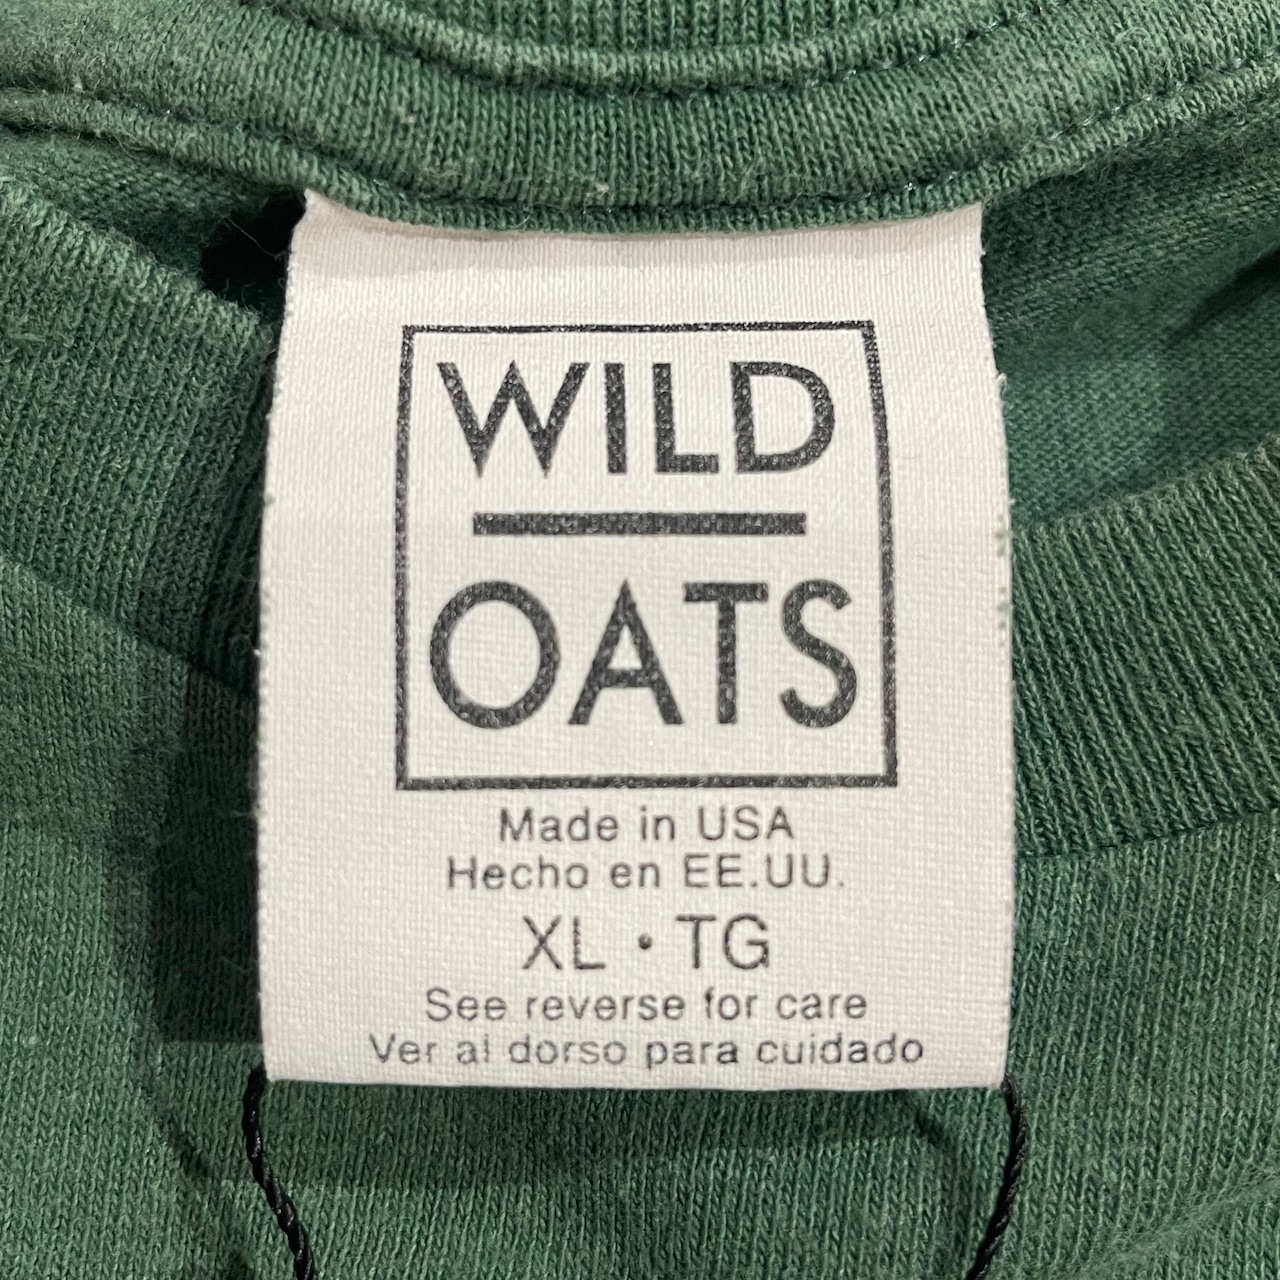 WILD
OATS
Made in USA
Hecho en EE.UU.
XL · TG
See reverse for care
Ver al dorso para cuidado